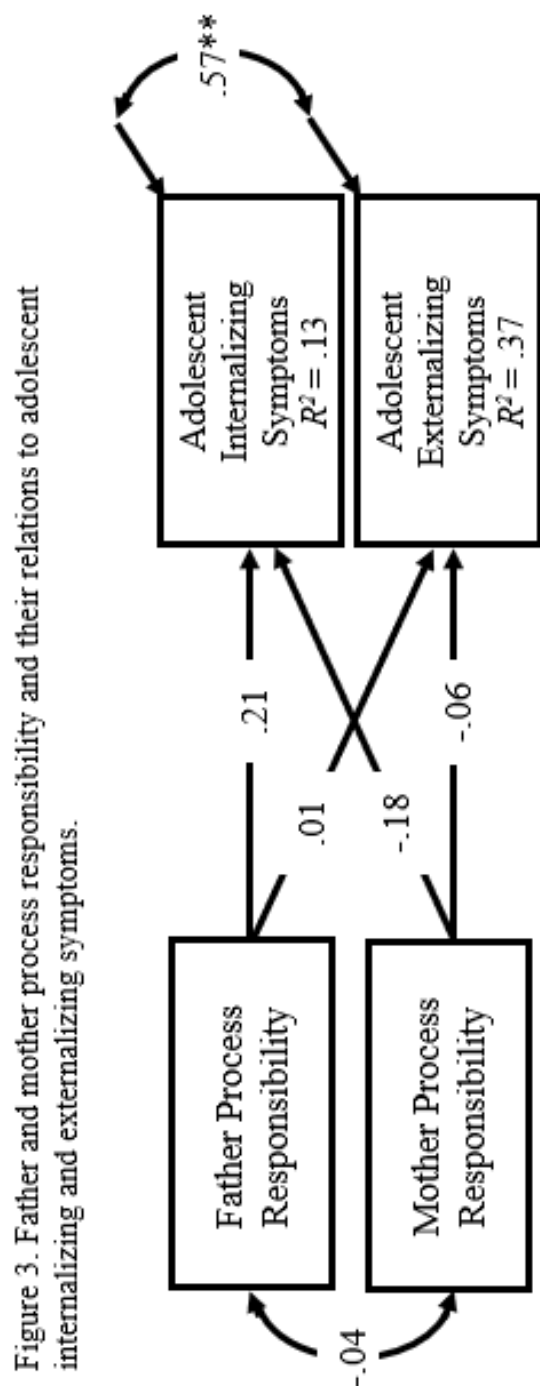 Figure 3. Father and mother process responsibility and their relations to adolescent
internalizing and externalizing symptoms.
Father Process
Responsibility
Mother Process
Responsibility
-.04
.21
.01
-.18
-.06
Adolescent
Internalizing
Symptoms
R² = .13
Adolescent
Externalizing
Symptoms
R² = .37
.57**